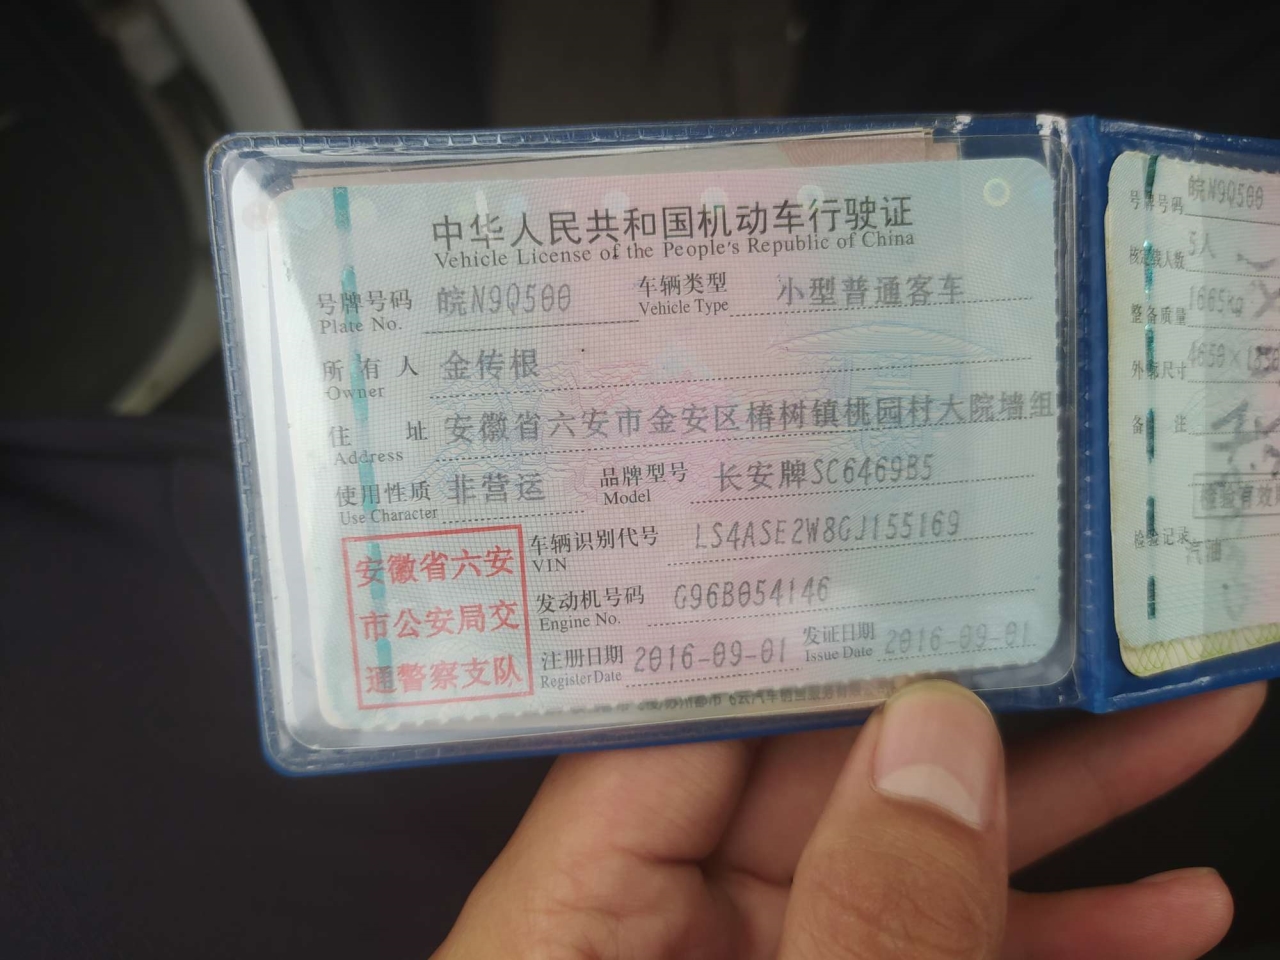 中华人民共和国机动车行驶证
Vehicle License of the People's Republic of China
号牌号码 皖N9Q500 车辆类型 小型普通客车
Plate No. Vehicle Type
所有人 金传根
Owner
住址 安徽省六安市金安区椿树镇桃园村大院墙组
Address
使用性质 非营运 品牌型号 长安牌SC6469B5
Use Character Model
安徽省六安
市公安局交
通警察支队
车辆识别代号 LS4ASE2W8GJ155169
VIN
发动机号码 G96B054146
Engine No.
注册日期 2016-09-01 发证日期 2016-09-01
Register Date Issue Date
号牌号码 皖N9Q500
核定载人数 5人
整备质量 1665kg
外廓尺寸
备注
检验有效
检验记录
汽油